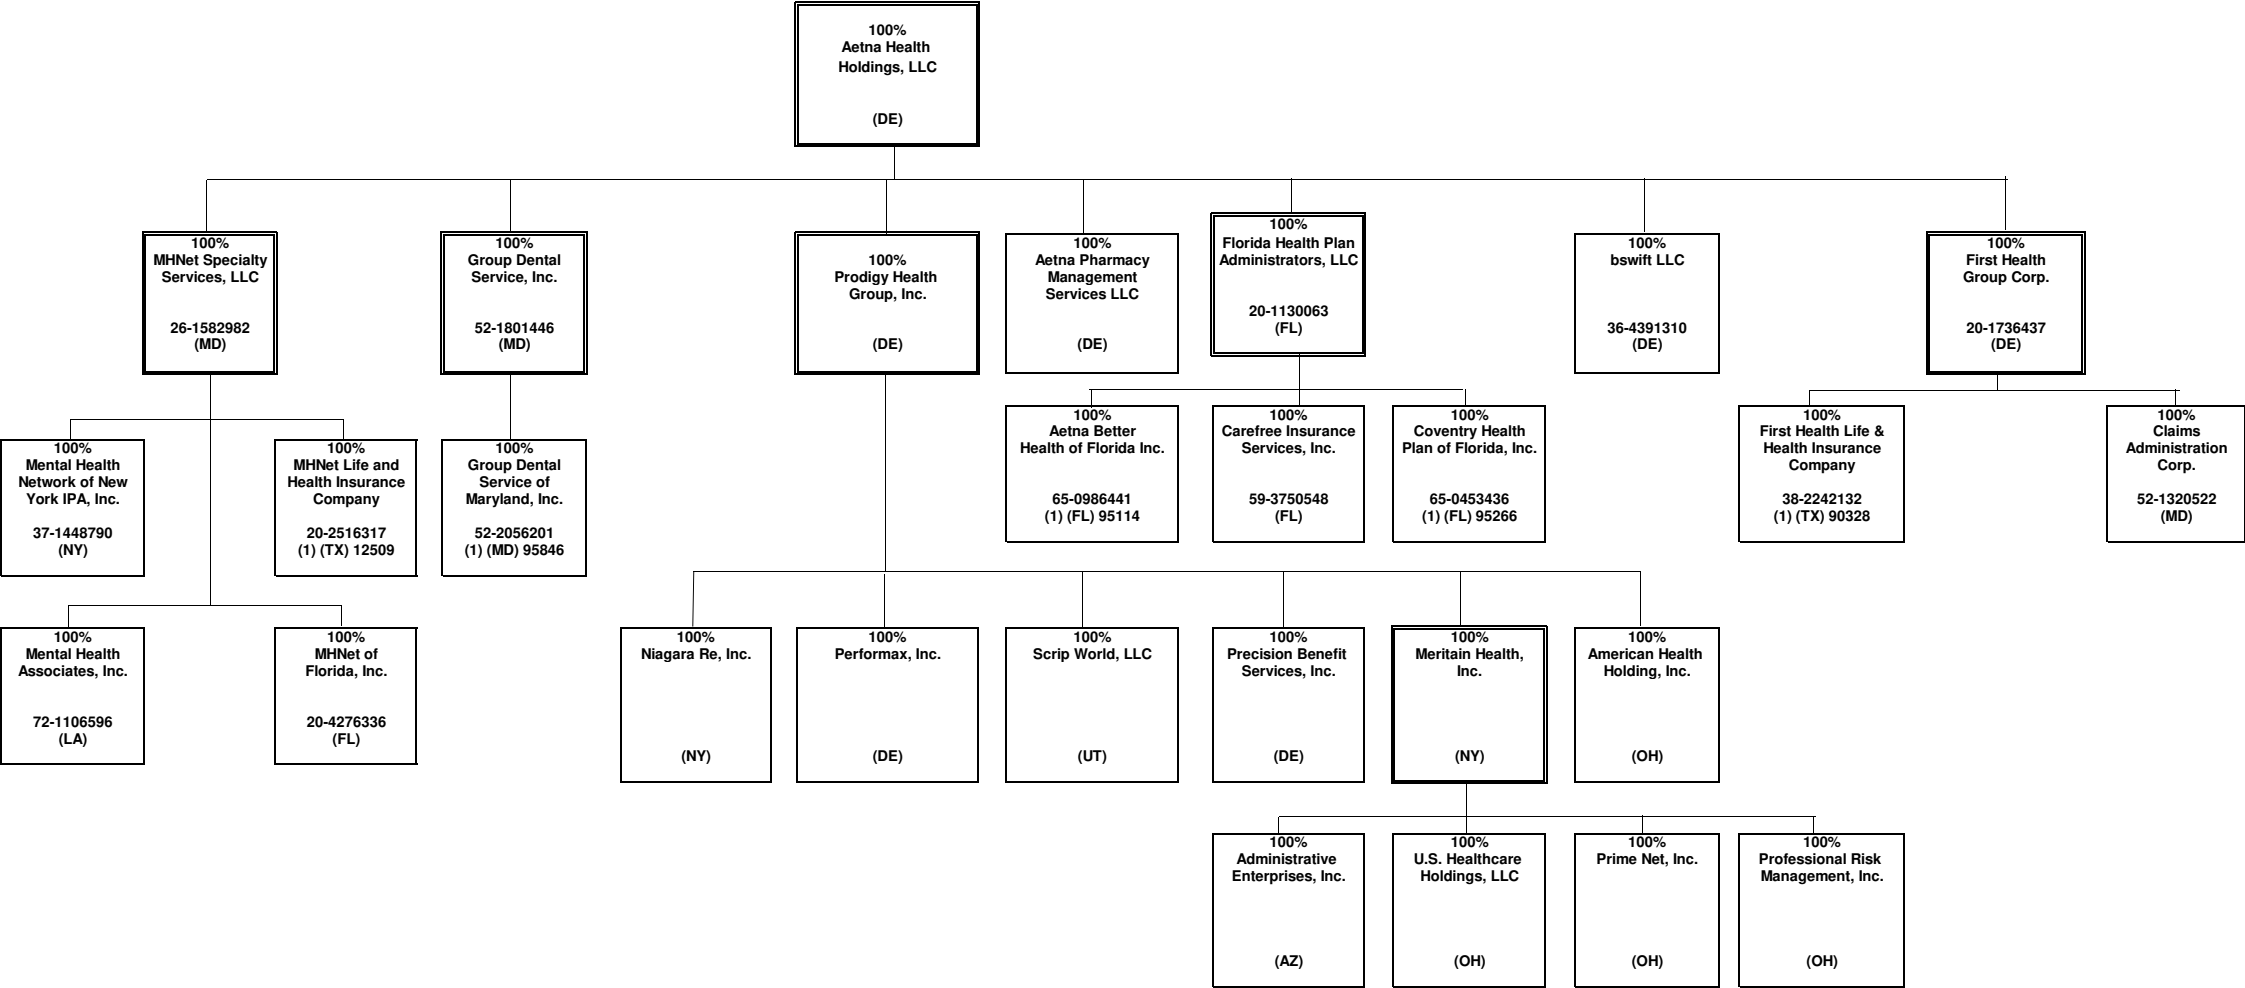 100%
Aetna Health
Holdings, LLC
(DE)
100%
MHNet Specialty
Services, LLC
26-1582982
(MD)
100%
Group Dental
Service, Inc.
52-1801446
(MD)
100%
Prodigy Health
Group, Inc.
(DE)
100%
Aetna Pharmacy
Management
Services LLC
(DE)
100%
Florida Health Plan
Administrators, LLC
20-1130063
(FL)
100%
bswift LLC
36-4391310
(DE)
100%
First Health
Group Corp.
20-1736437
(DE)
100%
Mental Health
Network of New
York IPA, Inc.
37-1448790
(NY)
100%
MHNet Life and
Health Insurance
Company
20-2516317
(1) (TX) 12509
100%
Group Dental
Service of
Maryland, Inc.
52-2056201
(1) (MD) 95846
100%
Aetna Better
Health of Florida Inc.
65-0986441
(1) (FL) 95114
100%
Carefree Insurance
Services, Inc.
59-3750548
(FL)
100%
Coventry Health
Plan of Florida, Inc.
65-0453436
(1) (FL) 95266
100%
First Health Life &
Health Insurance
Company
38-2242132
(1) (TX) 90328
100%
Claims
Administration
Corp.
52-1320522
(MD)
100%
Mental Health
Associates, Inc.
72-1106596
(LA)
100%
MHNet of
Florida, Inc.
20-4276336
(FL)
100%
Niagara Re, Inc.
(NY)
100%
Performax, Inc.
(DE)
100%
Scrip World, LLC
(UT)
100%
Precision Benefit
Services, Inc.
(DE)
100%
Meritain Health,
Inc.
(NY)
100%
American Health
Holding, Inc.
(OH)
100%
Administrative
Enterprises, Inc.
(AZ)
100%
U.S. Healthcare
Holdings, LLC
(OH)
100%
Prime Net, Inc.
(OH)
100%
Professional Risk
Management, Inc.
(OH)